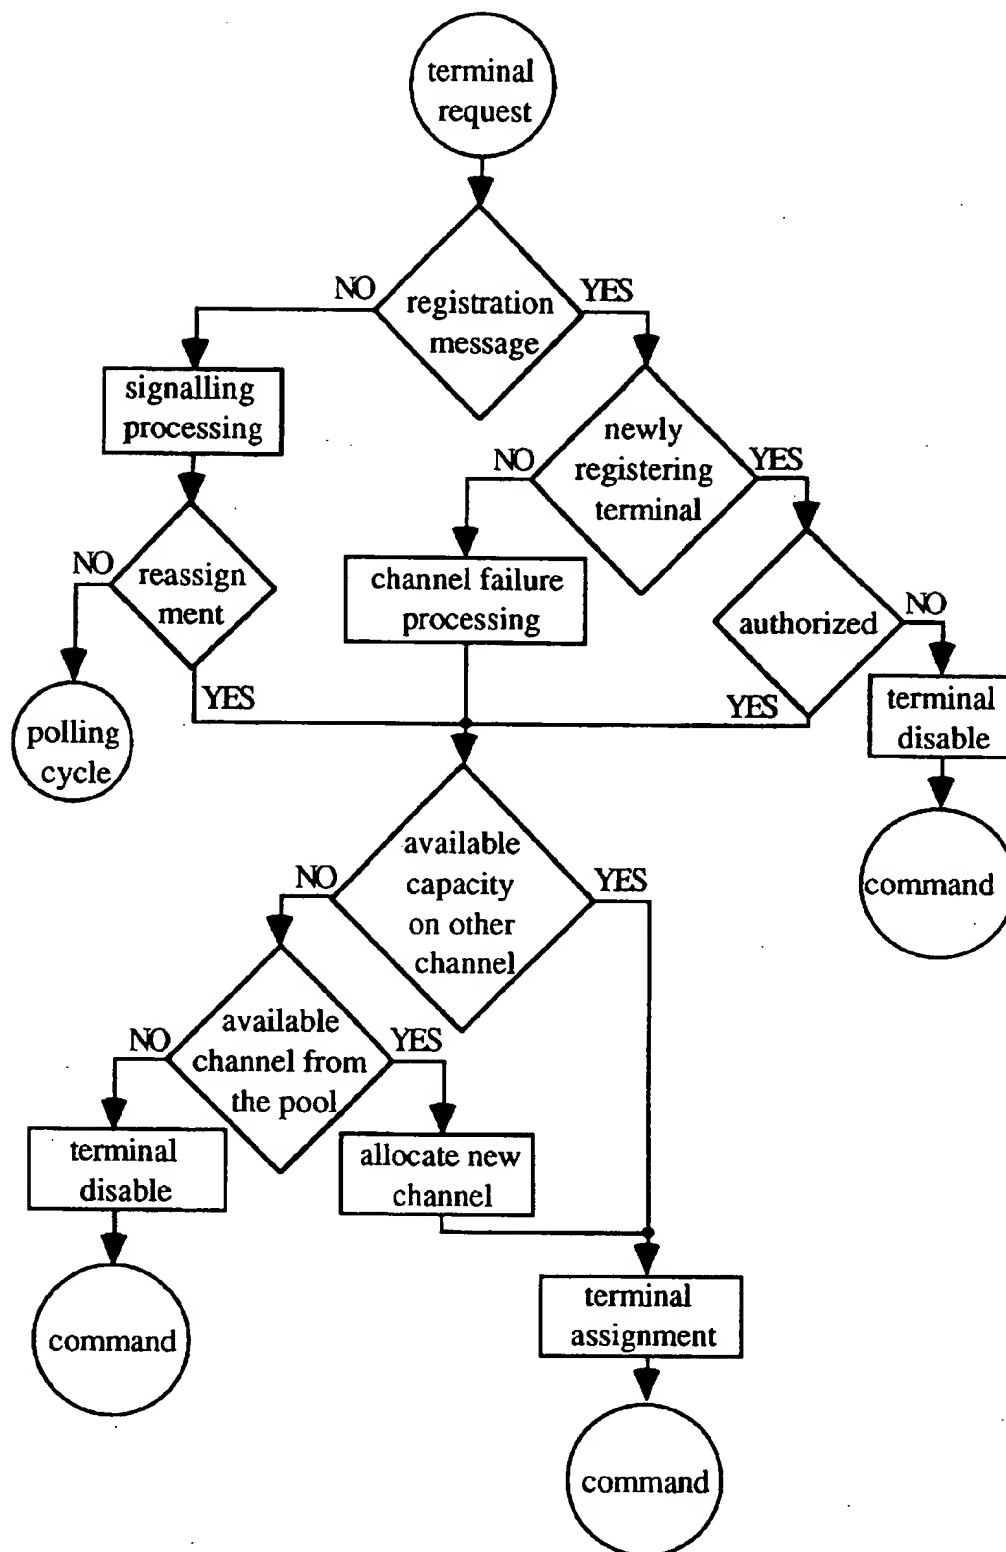 terminal
request
NO
YES
registration
message
signalling
processing
newly
registering
terminal
NO
YES
NO
reassign
ment
channel failure
processing
authorized
NO
YES
YES
terminal
disable
polling
cycle
available
capacity
on other
channel
NO
YES
command
available
channel from
the pool
NO
YES
terminal
disable
allocate new
channel
terminal
assignment
command
command